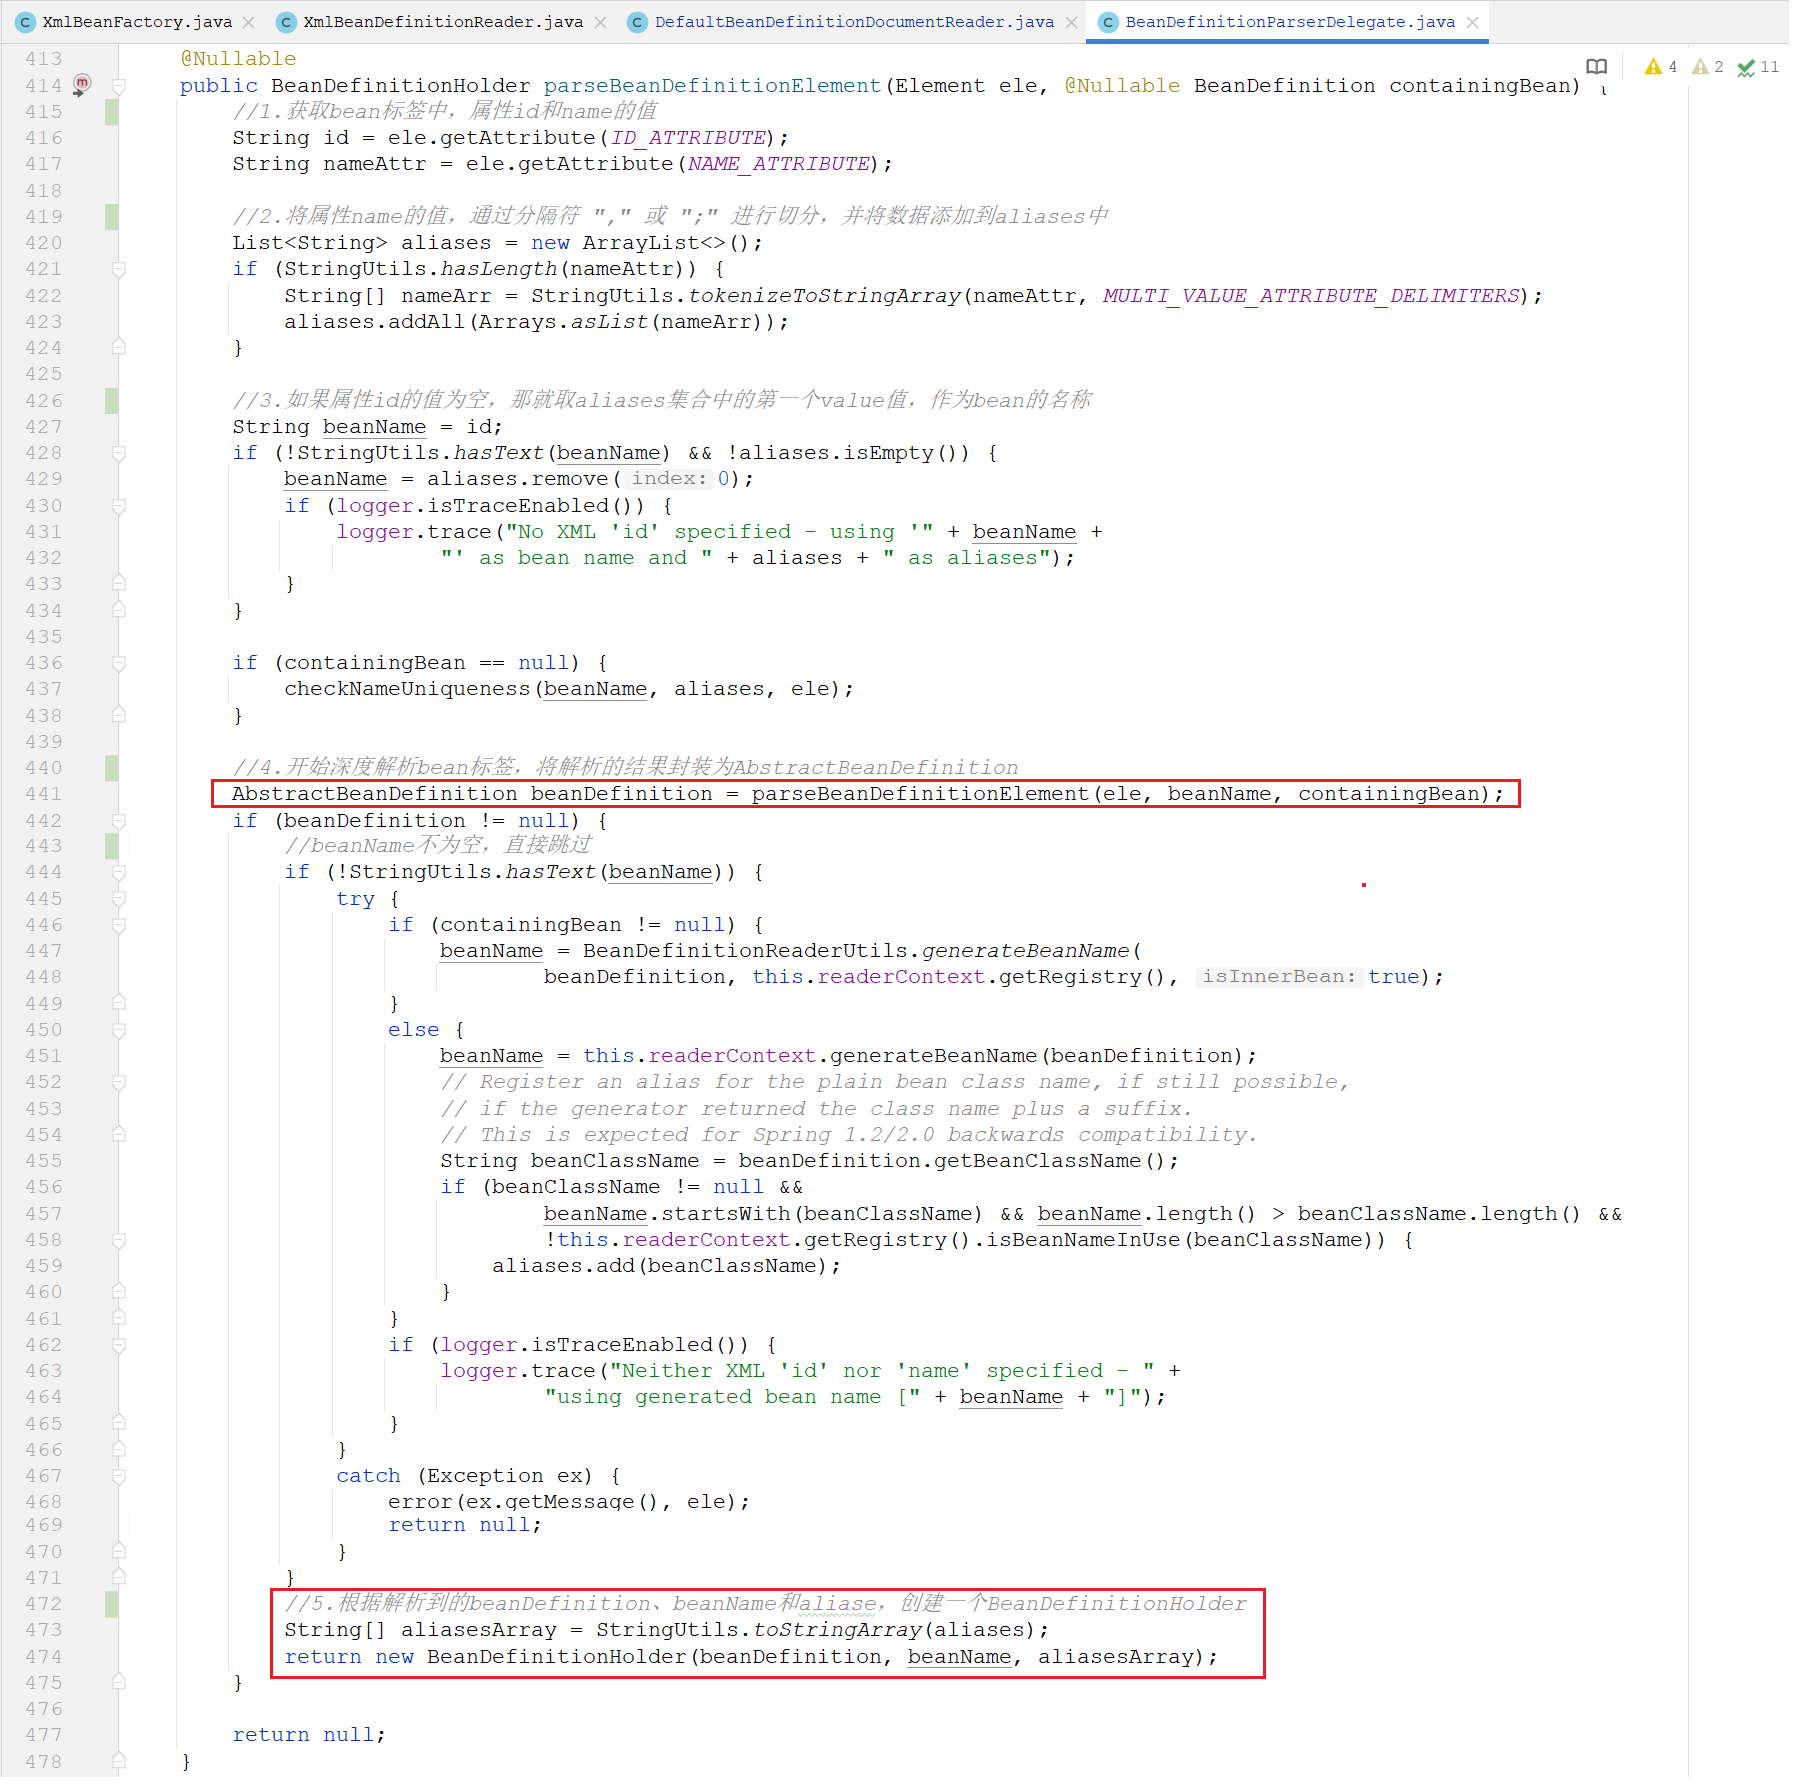 XmlBeanFactory.java XmlBeanDefinitionReader.java DefaultBeanDefinitionDocumentReader.java BeanDefinitionParserDelegate.java
4 2 11
413 @Nullable
414 public BeanDefinitionHolder parseBeanDefinitionElement(Element ele, @Nullable BeanDefinition containingBean) {
415 //1.获取bean标签中，属性id和name的值
416 String id = ele.getAttribute(ID_ATTRIBUTE);
417 String nameAttr = ele.getAttribute(NAME_ATTRIBUTE);
418
419 //2.将属性name的值，通过分隔符 "," 或 ";" 进行切分，并将数据添加到aliases中
420 List<String> aliases = new ArrayList<>();
421 if (StringUtils.hasLength(nameAttr)) {
422 String[] nameArr = StringUtils.tokenizeToStringArray(nameAttr, MULTI_VALUE_ATTRIBUTE_DELIMITERS);
423 aliases.addAll(Arrays.asList(nameArr));
424 }
425
426 //3.如果属性id的值为空，那就取aliases集合中的第一个value值，作为bean的名称
427 String beanName = id;
428 if (!StringUtils.hasText(beanName) && !aliases.isEmpty()) {
429 beanName = aliases.remove( index: 0);
430 if (logger.isTraceEnabled()) {
431 logger.trace("No XML 'id' specified - using '" + beanName +
432 "' as bean name and " + aliases + " as aliases");
433 }
434 }
435
436 if (containingBean == null) {
437 checkNameUniqueness(beanName, aliases, ele);
438 }
439
440 //4.开始深度解析bean标签，将解析的结果封装为AbstractBeanDefinition
441 AbstractBeanDefinition beanDefinition = parseBeanDefinitionElement(ele, beanName, containingBean);
442 if (beanDefinition != null) {
443 //beanName不为空，直接跳过
444 if (!StringUtils.hasText(beanName)) {
445 try {
446 if (containingBean != null) {
447 beanName = BeanDefinitionReaderUtils.generateBeanName(
448 beanDefinition, this.readerContext.getRegistry(), isInnerBean: true);
449 }
450 else {
451 beanName = this.readerContext.generateBeanName(beanDefinition);
452 // Register an alias for the plain bean class name, if still possible,
453 // if the generator returned the class name plus a suffix.
454 // This is expected for Spring 1.2/2.0 backwards compatibility.
455 String beanClassName = beanDefinition.getBeanClassName();
456 if (beanClassName != null &&
457 beanName.startsWith(beanClassName) && beanName.length() > beanClassName.length() &&
458 !this.readerContext.getRegistry().isBeanNameInUse(beanClassName)) {
459 aliases.add(beanClassName);
460 }
461 }
462 if (logger.isTraceEnabled()) {
463 logger.trace("Neither XML 'id' nor 'name' specified - " +
464 "using generated bean name [" + beanName + "]");
465 }
466 }
467 catch (Exception ex) {
468 error(ex.getMessage(), ele);
469 return null;
470 }
471 }
472 //5.根据解析到的beanDefinition、beanName和aliase，创建一个BeanDefinitionHolder
473 String[] aliasesArray = StringUtils.toStringArray(aliases);
474 return new BeanDefinitionHolder(beanDefinition, beanName, aliasesArray);
475 }
476
477 return null;
478 }